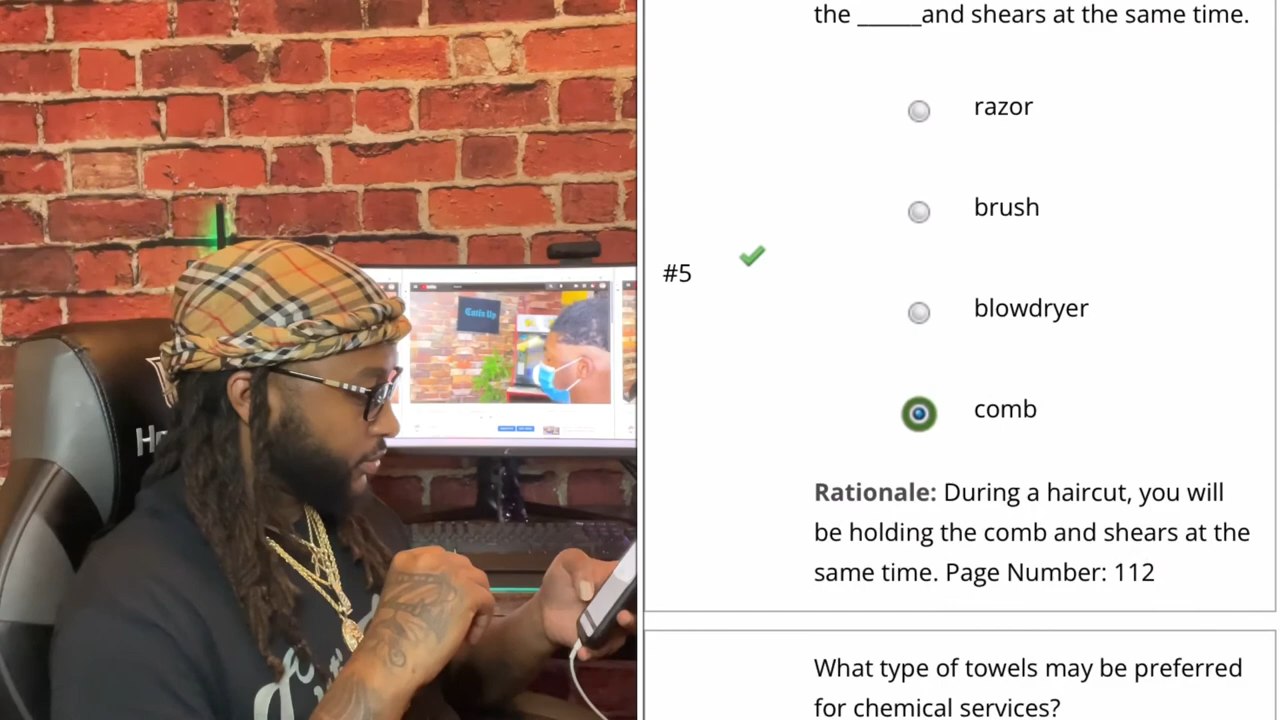 the ______and shears at the same time.
razor
brush
#5
blowdryer
comb
Rationale: During a haircut, you will
be holding the comb and shears at the
same time. Page Number: 112
What type of towels may be preferred
for chemical services?
Cuttin Up